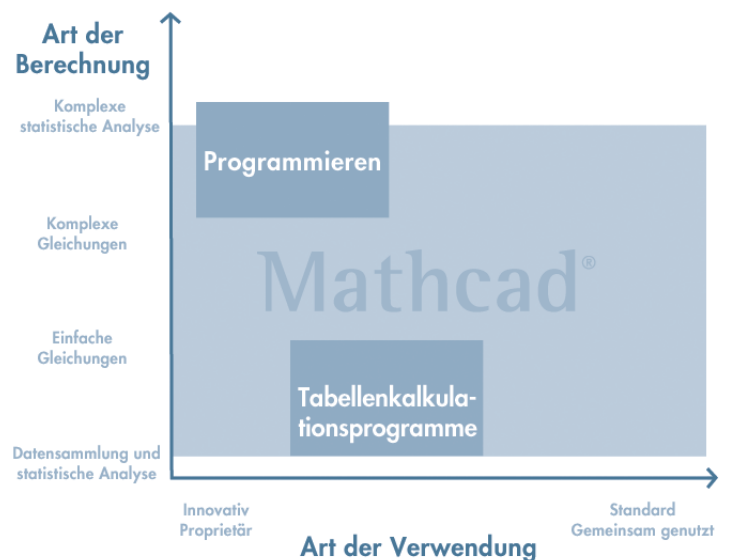 Art der
Berechnung
Komplexe
statistische Analyse
Programmieren
Komplexe
Gleichungen
Mathcad®
Einfache
Gleichungen
Tabellenkalkula-
tionsprogramme
Datensammlung und
statistische Analyse
Innovativ
Proprietär
Standard
Gemeinsam genutzt
Art der Verwendung